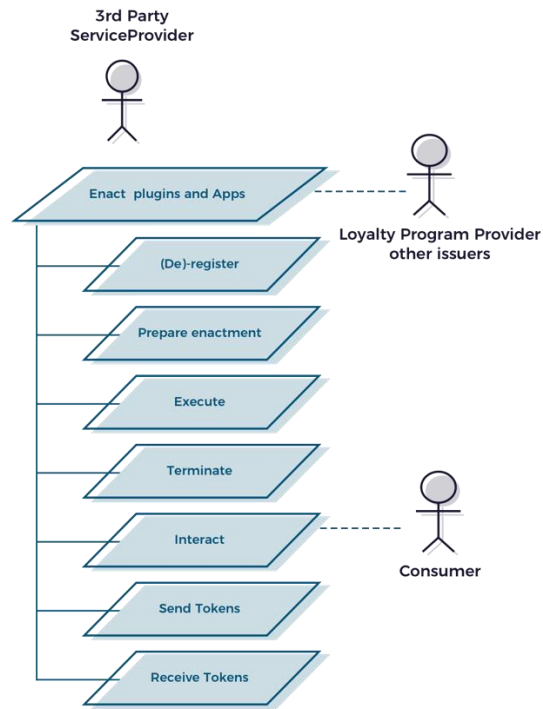 3rd Party
ServiceProvider
Enact plugins and Apps
Loyalty Program Provider
other issuers
(De)-register
Prepare enactment
Execute
Terminate
Interact
Consumer
Send Tokens
Receive Tokens